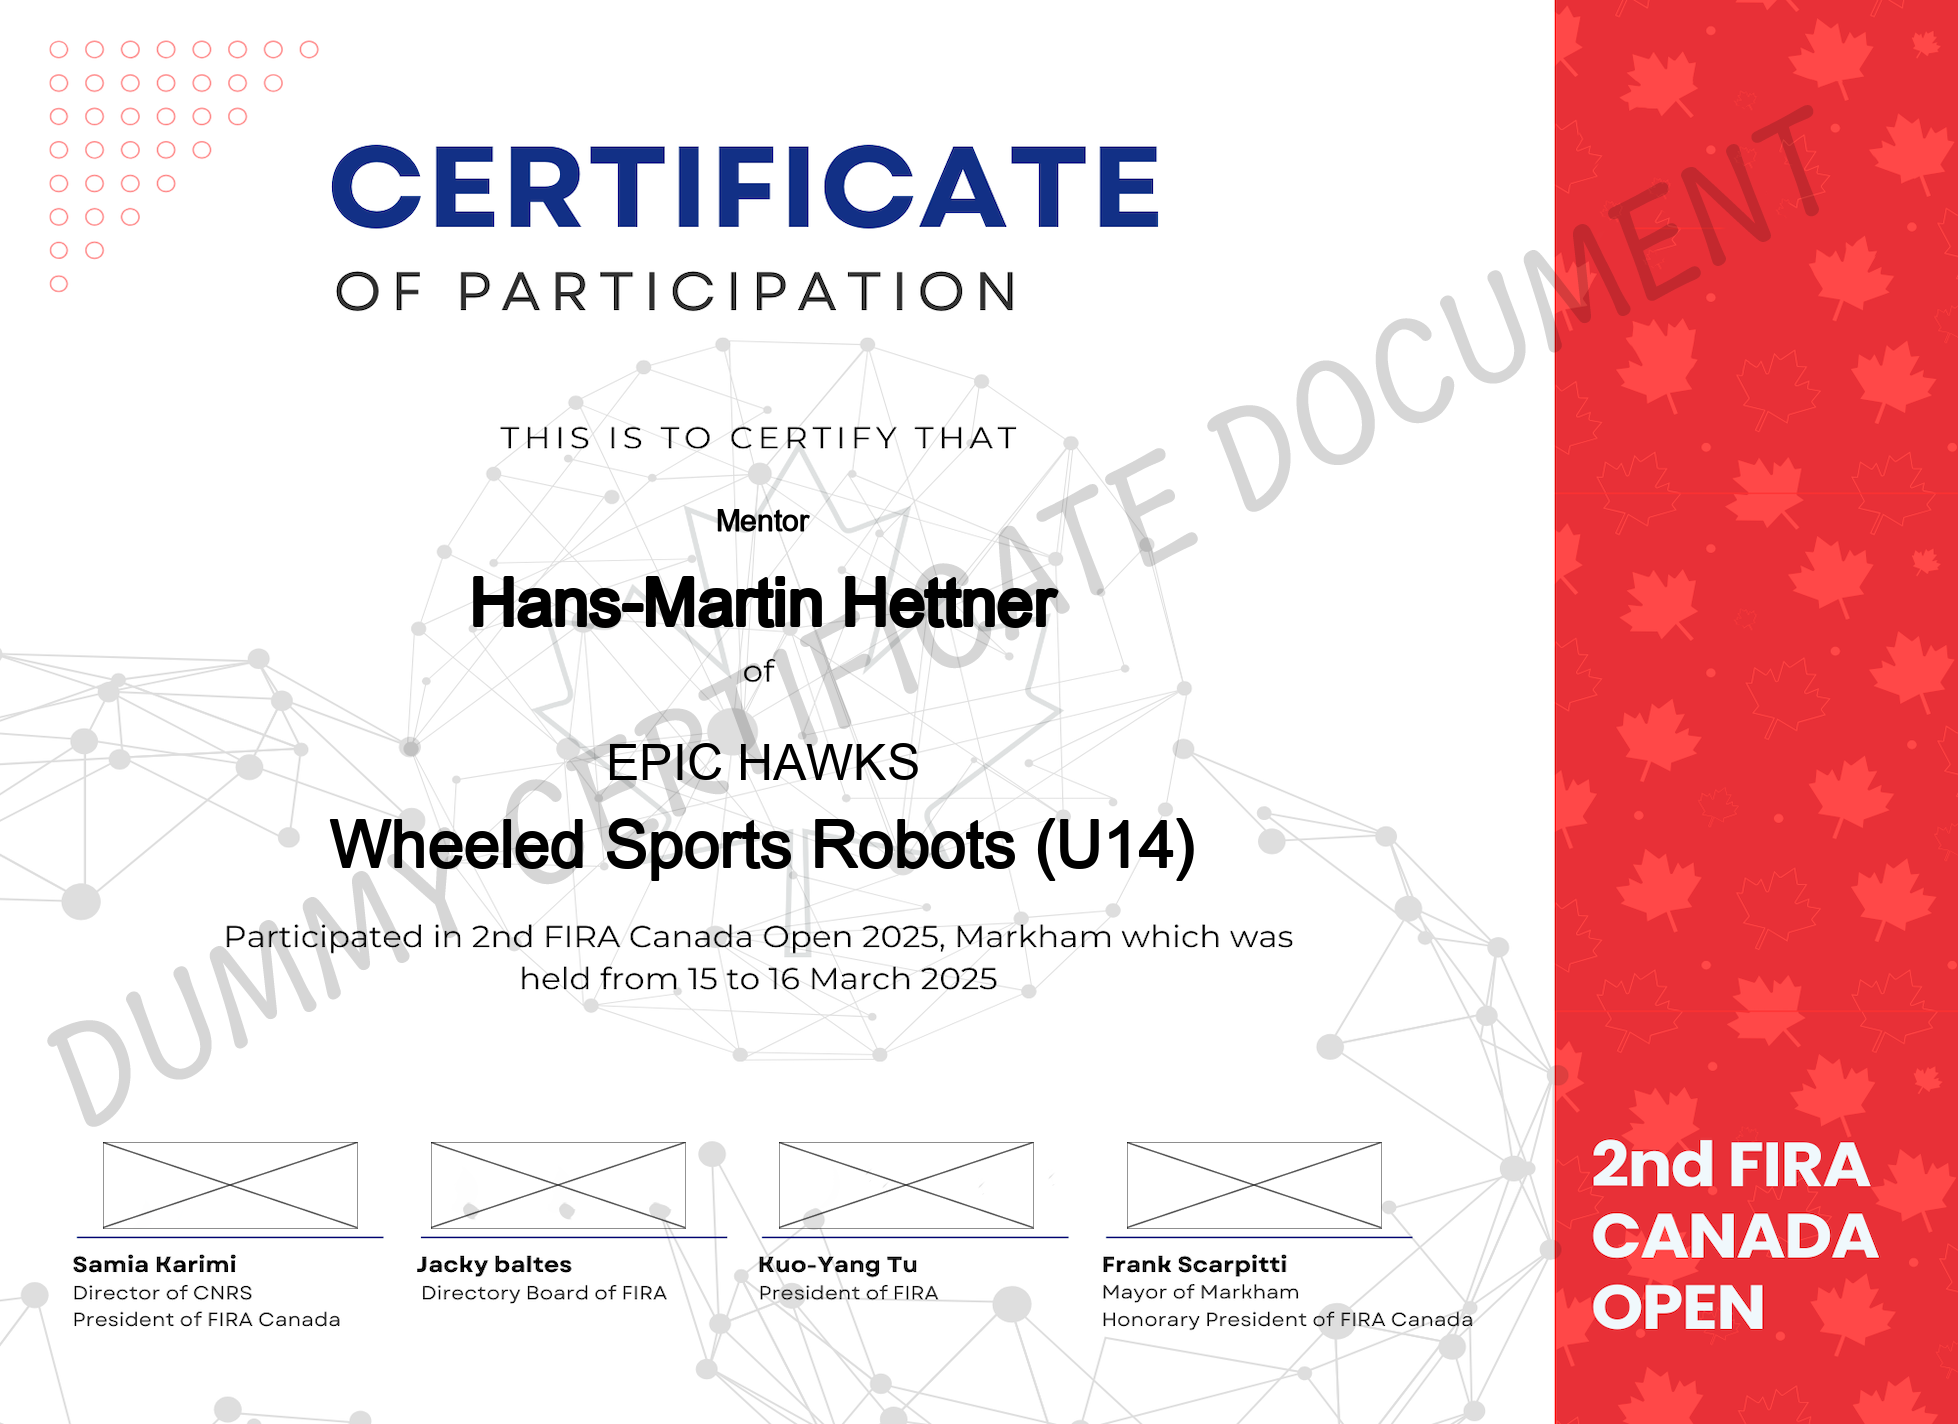 CERTIFICATE
OF PARTICIPATION
THIS IS TO CERTIFY THAT
Mentor
Hans-Martin Hettner
of
EPIC HAWKS
Wheeled Sports Robots (U14)
Participated in 2nd FIRA Canada Open 2025, Markham which was
held from 15 to 16 March 2025
DUMMY CERTIFICATE DOCUMENT
Samia Karimi
Director of CNRS
President of FIRA Canada
Jacky baltes
Directory Board of FIRA
Kuo-Yang Tu
President of FIRA
Frank Scarpitti
Mayor of Markham
Honorary President of FIRA Canada
2nd FIRA
CANADA
OPEN